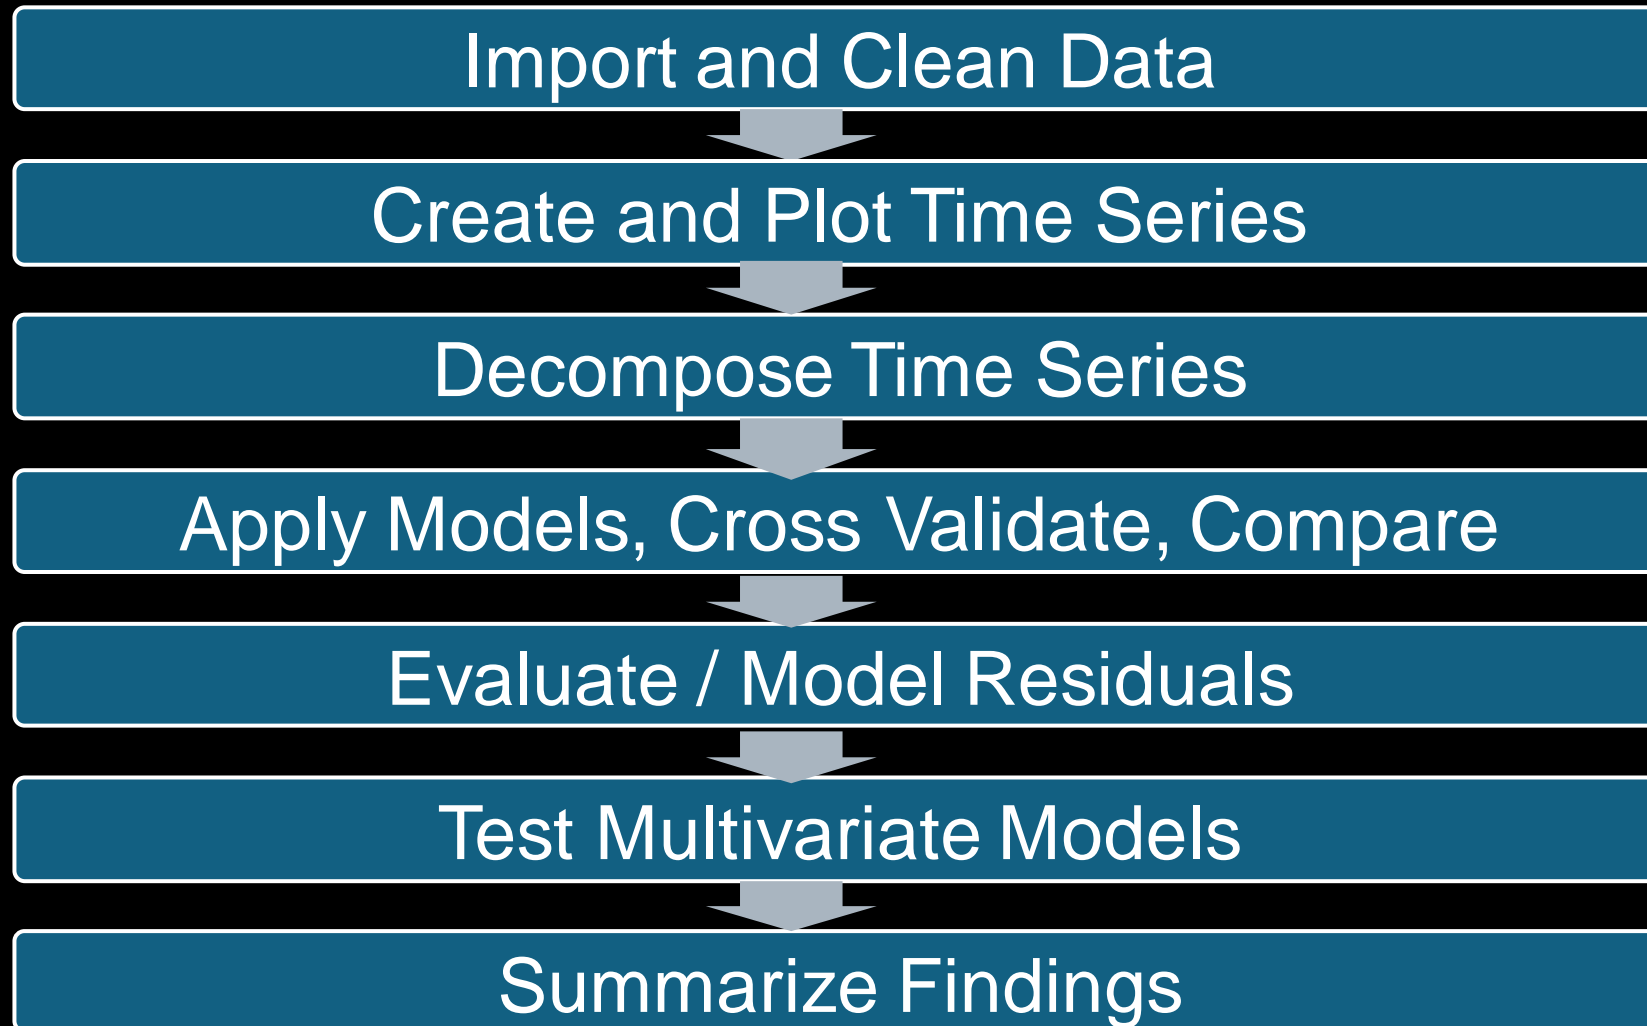 Import and Clean Data
Create and Plot Time Series
Decompose Time Series
Apply Models, Cross Validate, Compare
Evaluate / Model Residuals
Test Multivariate Models
Summarize Findings